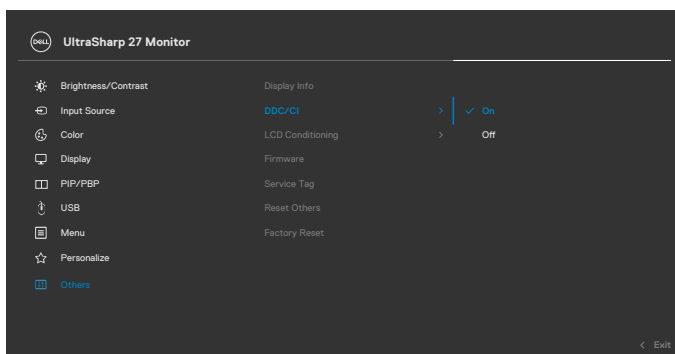 DELL UltraSharp 27 Monitor
Brightness/Contrast
Input Source
Color
Display
PIP/PBP
USB
Menu
Personalize
Others
Display Info
DDC/CI
LCD Conditioning
Firmware
Service Tag
Reset Others
Factory Reset
On
Off
Exit